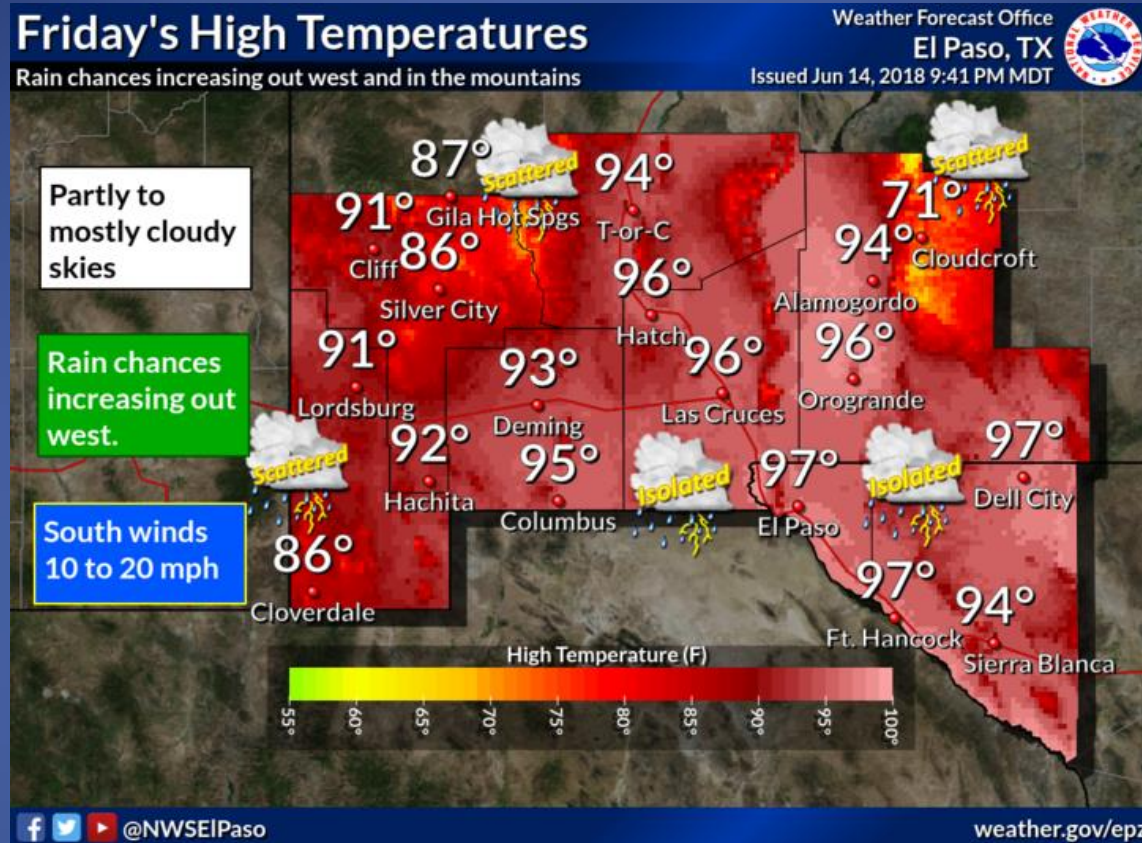 Friday's High Temperatures
Rain chances increasing out west and in the mountains
Weather Forecast Office
El Paso, TX
Issued Jun 14, 2018 9:41 PM MDT
NATIONAL WEATHER SERVICE
Partly to
mostly cloudy
skies
Rain chances
increasing out
west.
South winds
10 to 20 mph
87°
Gila Hot Spgs
Scattered
94°
T-or-C
Scattered
71°
Cloudcroft
91°
Cliff
86°
Silver City
96°
Hatch
94°
Alamogordo
91°
Lordsburg
93°
Deming
96°
Las Cruces
96°
Orogrande
Scattered
92°
Hachita
95°
Columbus
Isolated
97°
El Paso
Isolated
97°
Dell City
86°
Cloverdale
97°
Ft. Hancock
94°
Sierra Blanca
High Temperature (F)
55° 60° 65° 70° 75° 80° 85° 90° 95° 100°
@NWSElPaso
weather.gov/epz